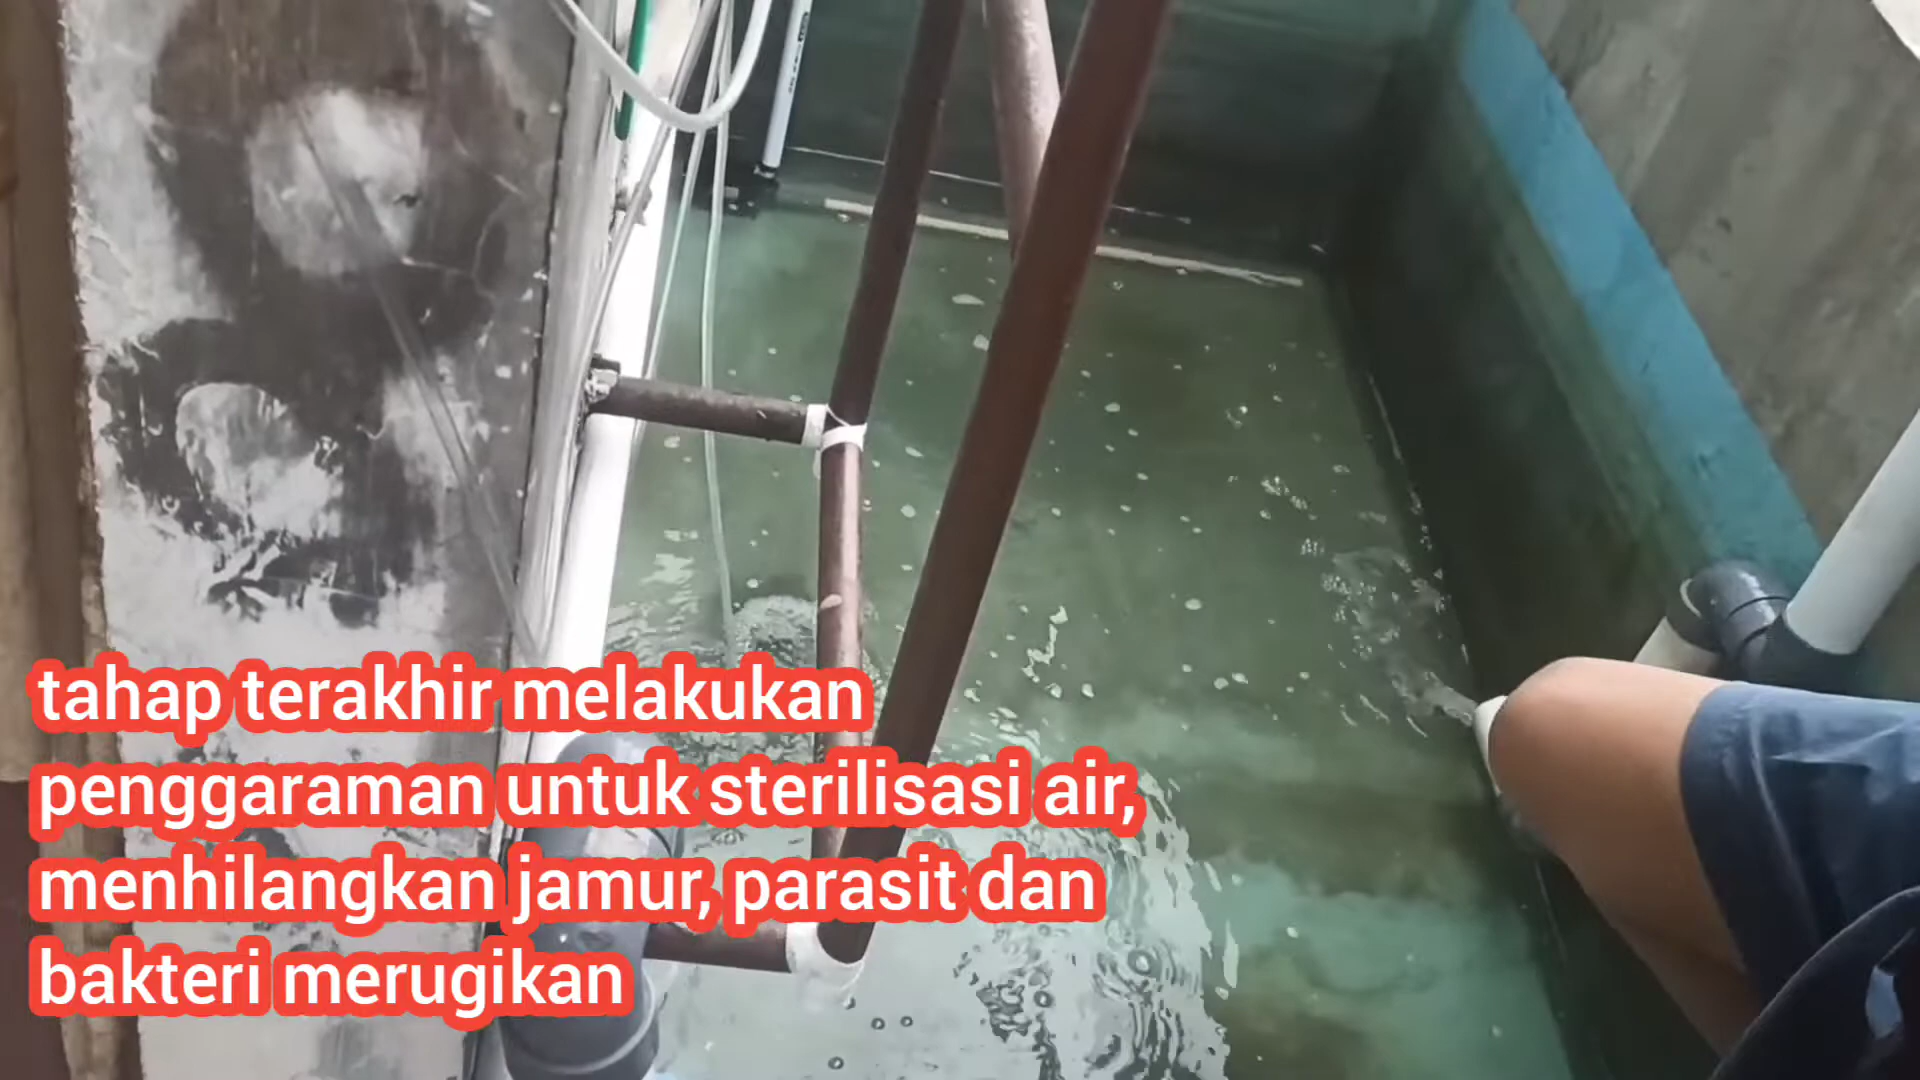 tahap terakhir melakukan
penggaraman untuk sterilisasi air,
menhilangkan jamur, parasit dan
bakteri merugikan